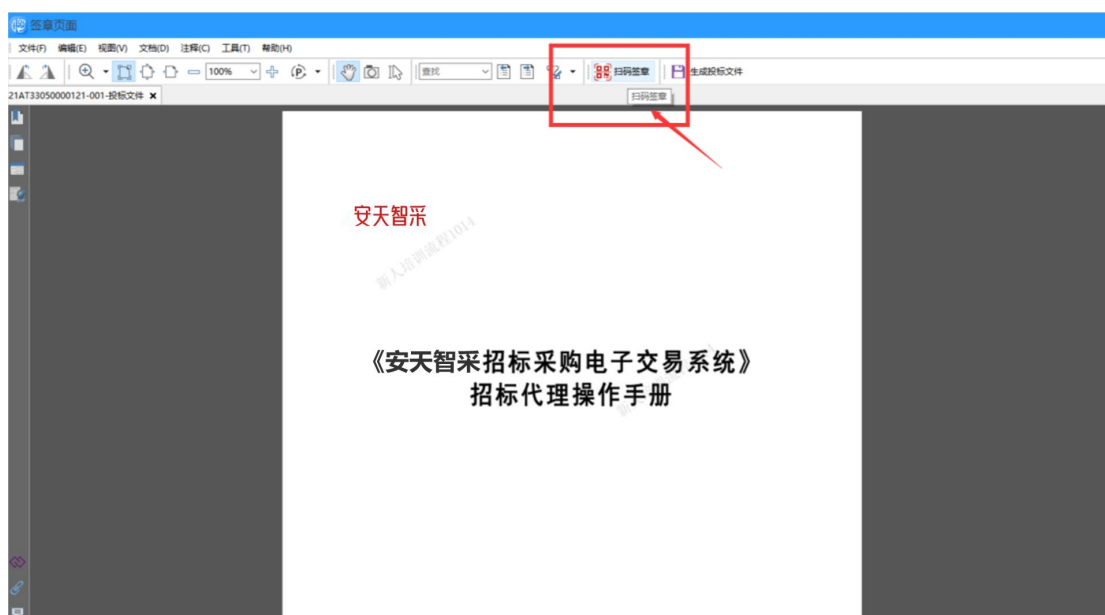 签章页面
文件(F) 编辑(E) 视图(V) 文档(D) 注释(C) 工具(T) 帮助(H)
100% 查找 扫码签章 生成投标文件
21AT33050000121-001-投标文件 ×
扫码签章
安天智采
新人培训流程1014
《安天智采招标采购电子交易系统》
招标代理操作手册